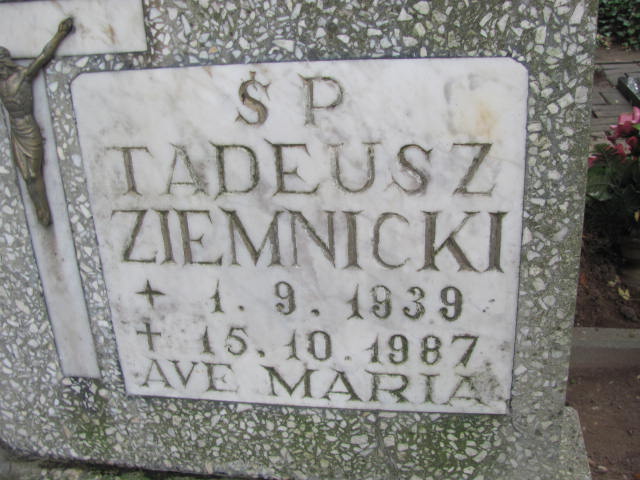 ŚP
TADEUSZ
ZIEMNICKI
+ 1.9.1939
+ 15.10.1987
AVE MARIA